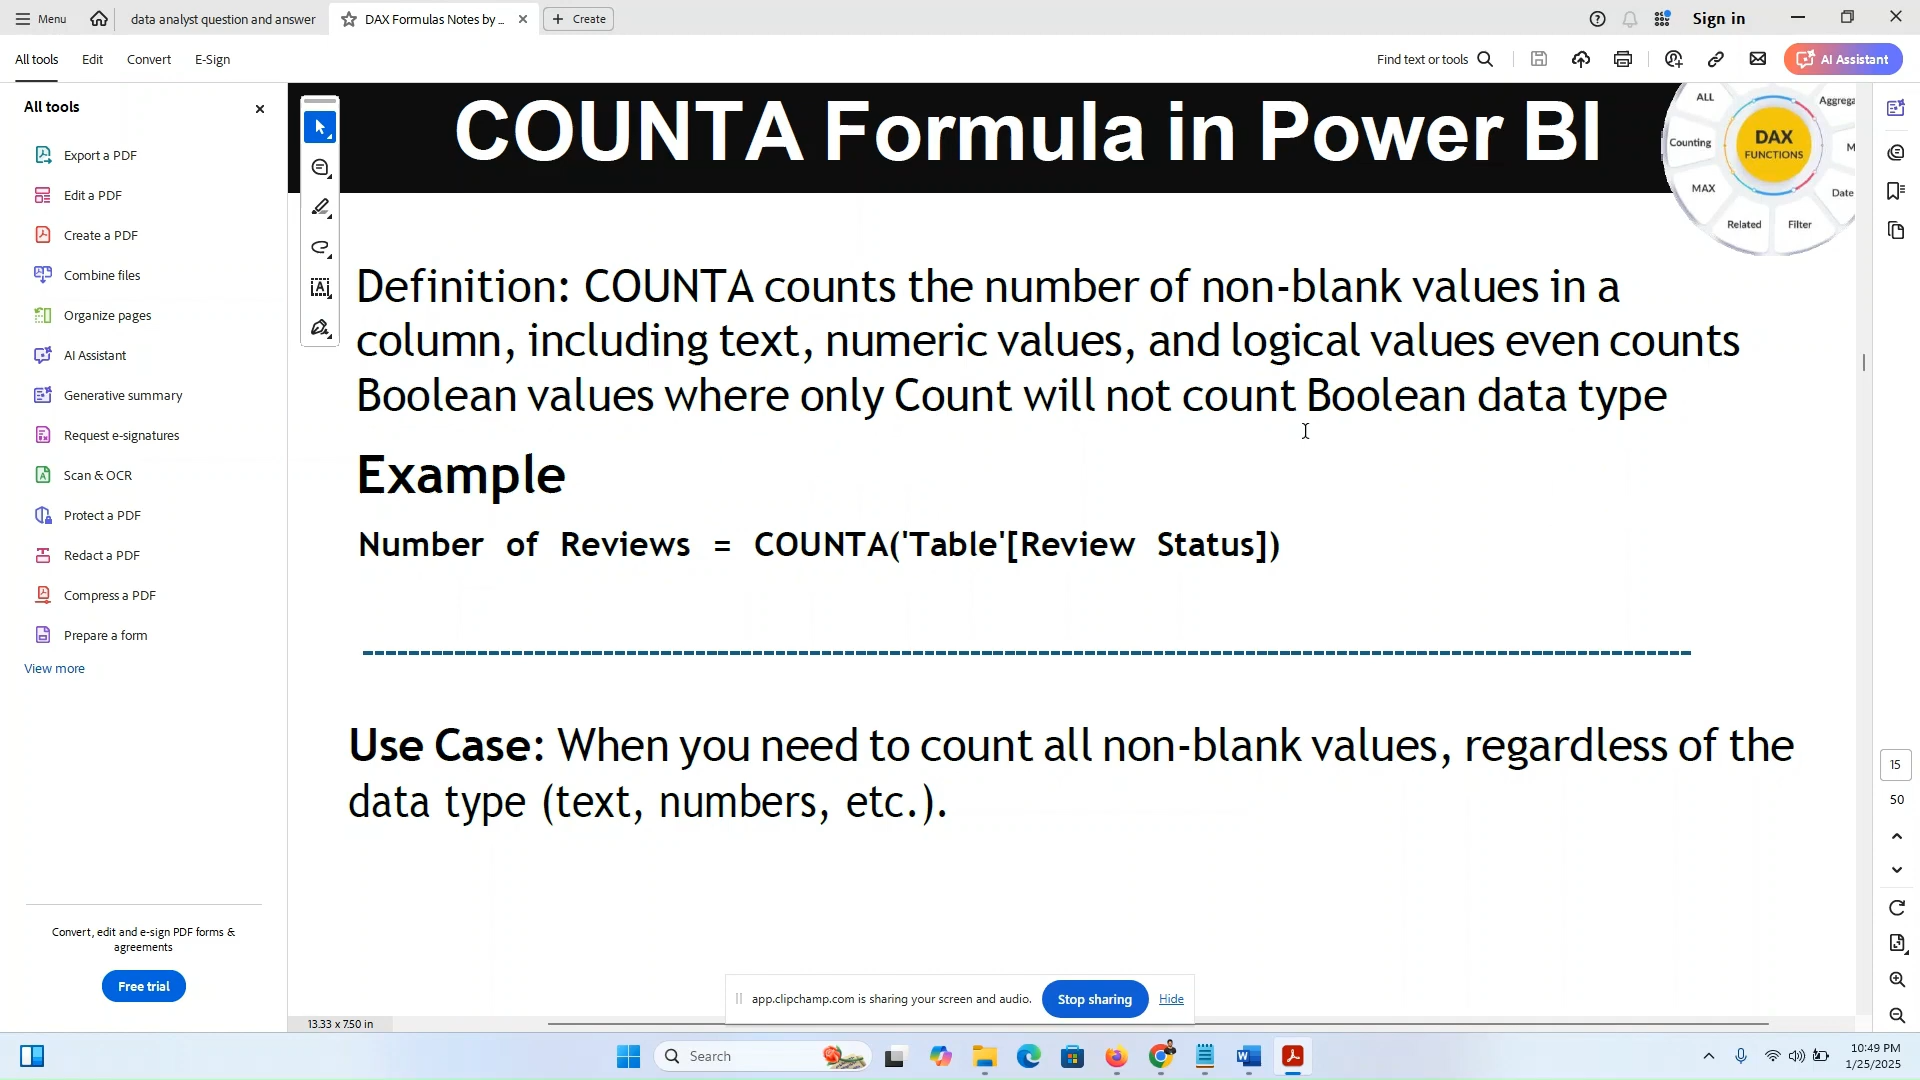 Menu
data analyst question and answer
DAX Formulas Notes by ...
Create
Sign in
All tools
Edit
Convert
E-Sign
Find text or tools
AI Assistant
All tools
Export a PDF
Edit a PDF
Create a PDF
Combine files
Organize pages
AI Assistant
Generative summary
Request e-signatures
Scan & OCR
Protect a PDF
Redact a PDF
Compress a PDF
Prepare a form
View more
Convert, edit and e-sign PDF forms &
agreements
Free trial
COUNTA Formula in Power BI
ALL
Aggrega
Counting
DAX
FUNCTIONS
M
MAX
Date
Related
Filter
Definition: COUNTA counts the number of non-blank values in a
column, including text, numeric values, and logical values even counts
Boolean values where only Count will not count Boolean data type
Example
Number of Reviews = COUNTA('Table'[Review Status])
Use Case: When you need to count all non-blank values, regardless of the
data type (text, numbers, etc.).
15
50
13.33 x 7.50 in
app.clipchamp.com is sharing your screen and audio.
Stop sharing
Hide
Search
10:49 PM
1/25/2025